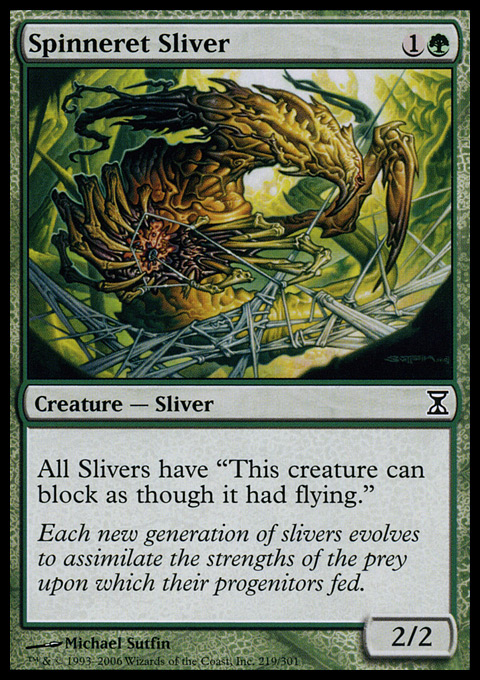 Spinneret Sliver 1
Creature — Sliver
All Slivers have “This creature can
block as though it had flying.”
Each new generation of slivers evolves
to assimilate the strengths of the prey
upon which their progenitors fed.
2/2
Michael Sutfin
™ & © 1993–2006 Wizards of the Coast, Inc. 219/301